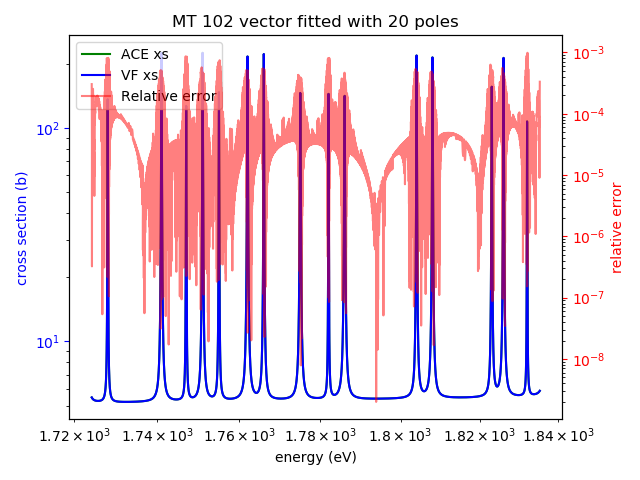 MT 102 vector fitted with 20 poles
ACE xs
VF xs
Relative error
cross section (b)
10²
10¹
relative error
10⁻³
10⁻⁴
10⁻⁵
10⁻⁶
10⁻⁷
10⁻⁸
1.72×10³ 1.74×10³ 1.76×10³ 1.78×10³ 1.8×10³ 1.82×10³ 1.84×10³
energy (eV)